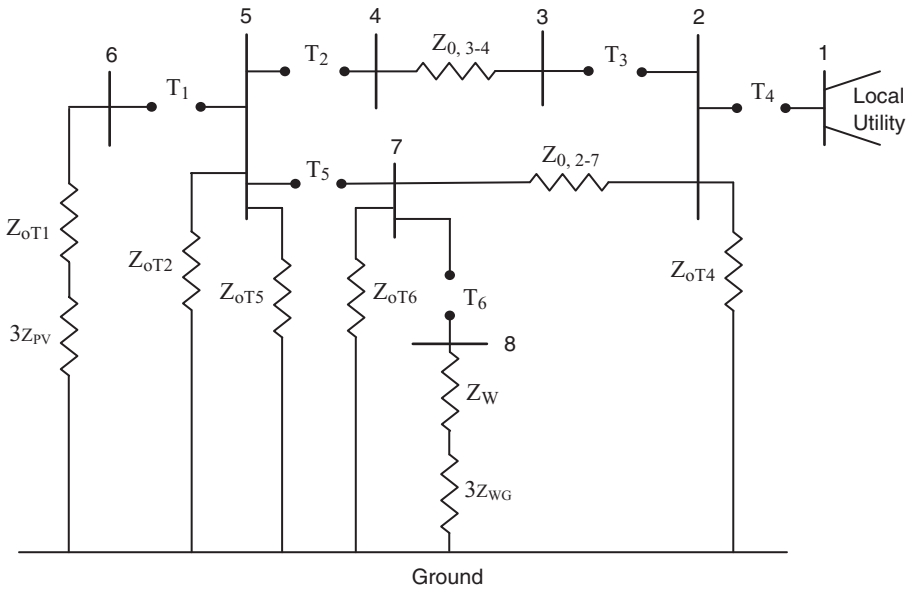 5
4
3
2
6
T2
Z0, 3-4
T3
1
T1
T4
Local
Utility
7
Z0, 2-7
T5
ZoT1
ZoT2
ZoT5
ZoT6
ZoT4
T6
8
3ZPV
ZW
3ZWG
Ground